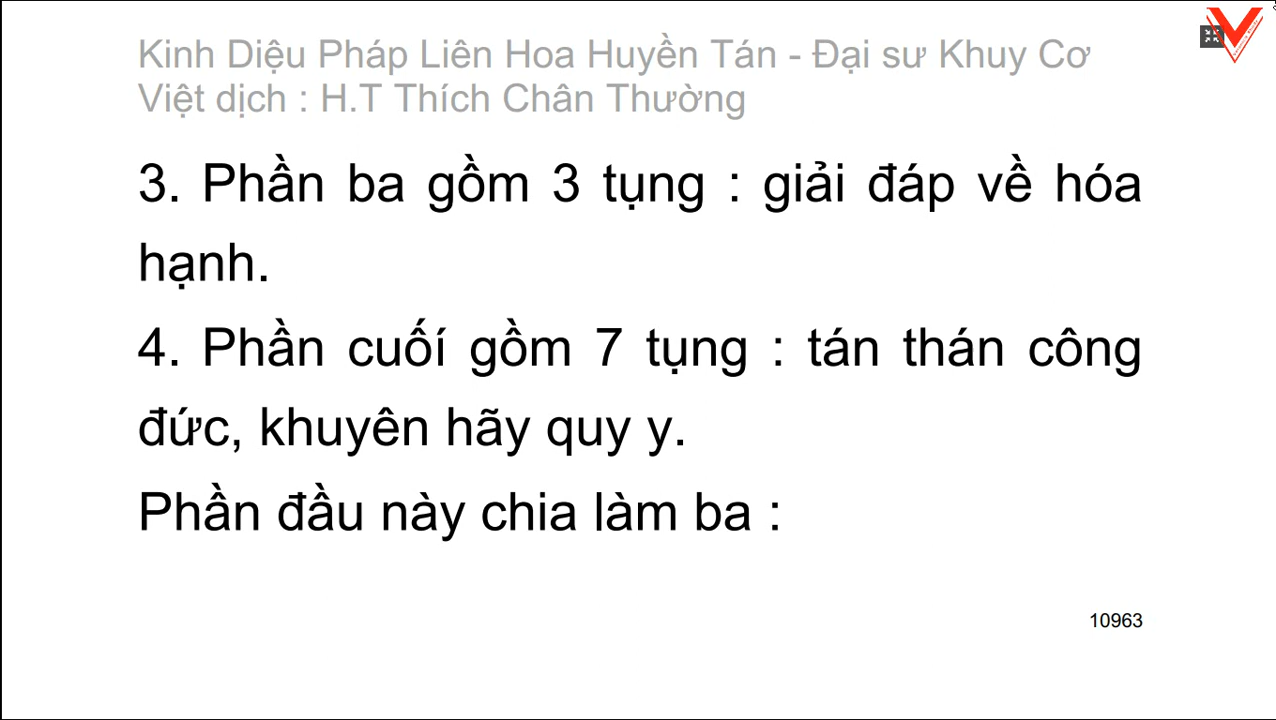 Kinh Diệu Pháp Liên Hoa Huyền Tán - Đại sư Khuy Cơ
Việt dịch : H.T Thích Chân Thường
3. Phần ba gồm 3 tụng : giải đáp về hóa
hạnh.
4. Phần cuối gồm 7 tụng : tán thán công
đức, khuyên hãy quy y.
Phần đầu này chia làm ba :
10963